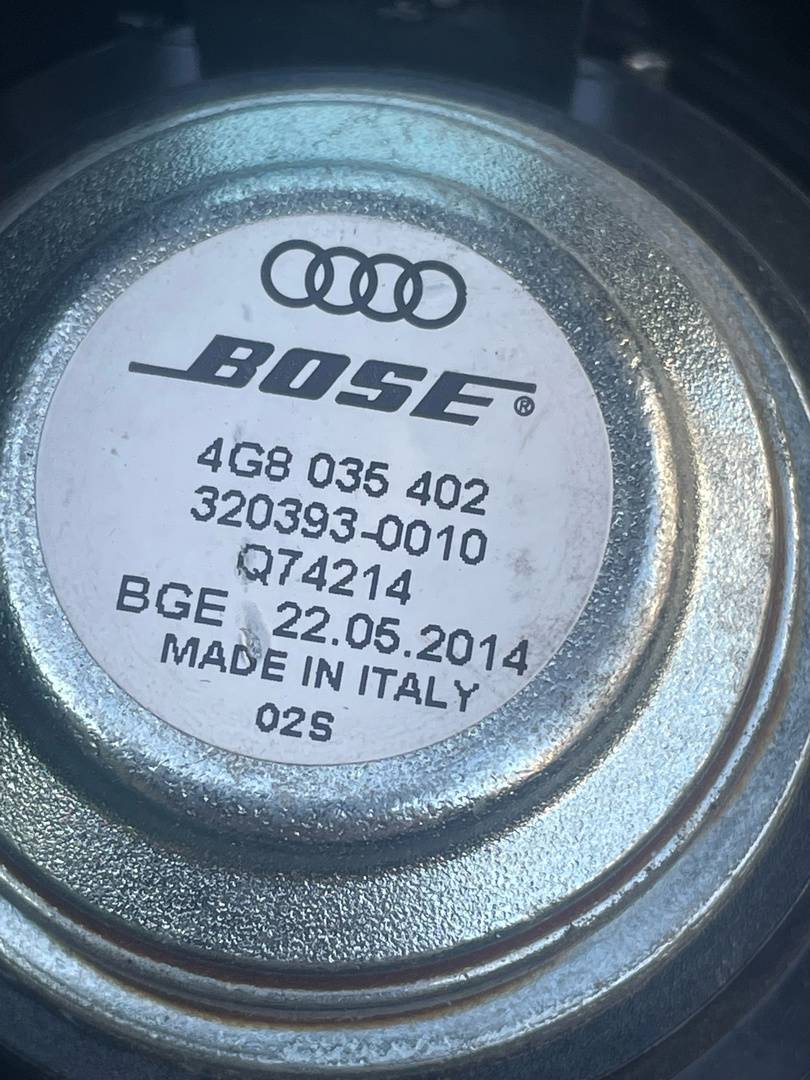 BOSE®
4G8 035 402
320393-0010
Q74214
BGE 22.05.2014
MADE IN ITALY
02S